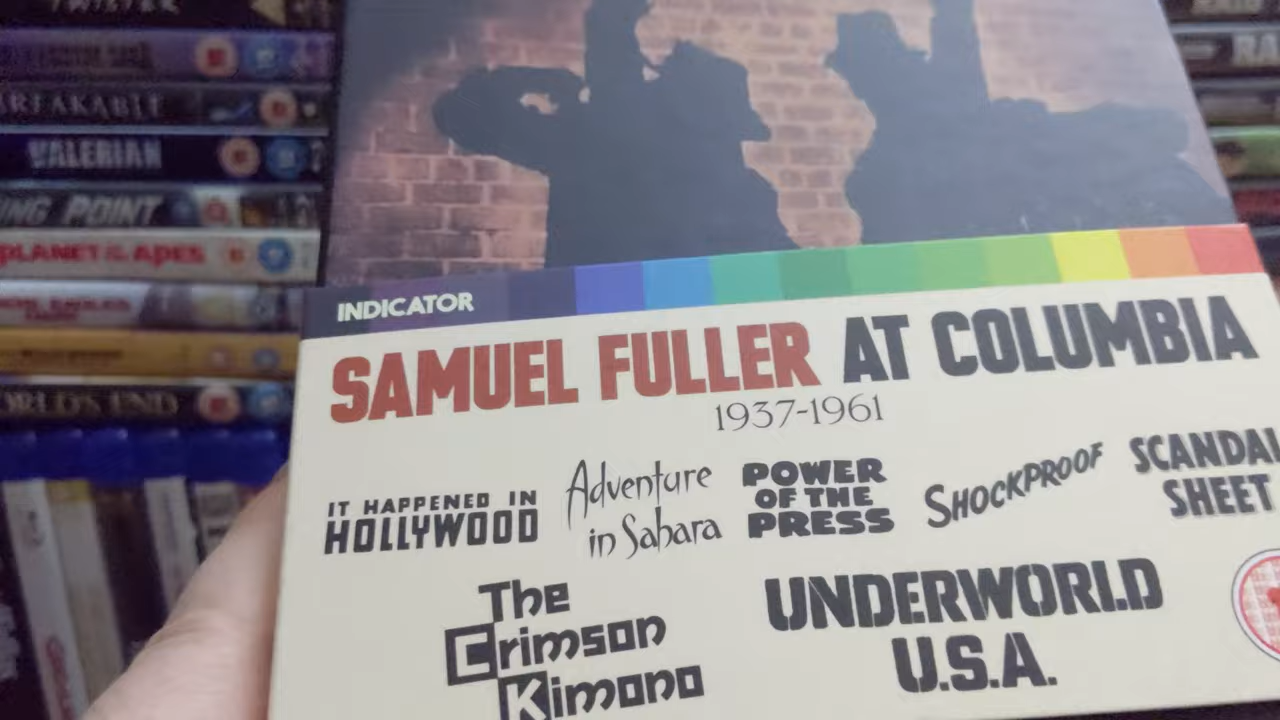 TWISTER
VALERIAN
PLANET OF THE APES
INDICATOR
SAMUEL FULLER AT COLUMBIA
1937-1961
IT HAPPENED IN
HOLLYWOOD
Adventure
in Sahara
POWER
OF THE
PRESS
SHOCKPROOF
SCANDAL
SHEET
The
Crimson
Kimono
UNDERWORLD
U.S.A.